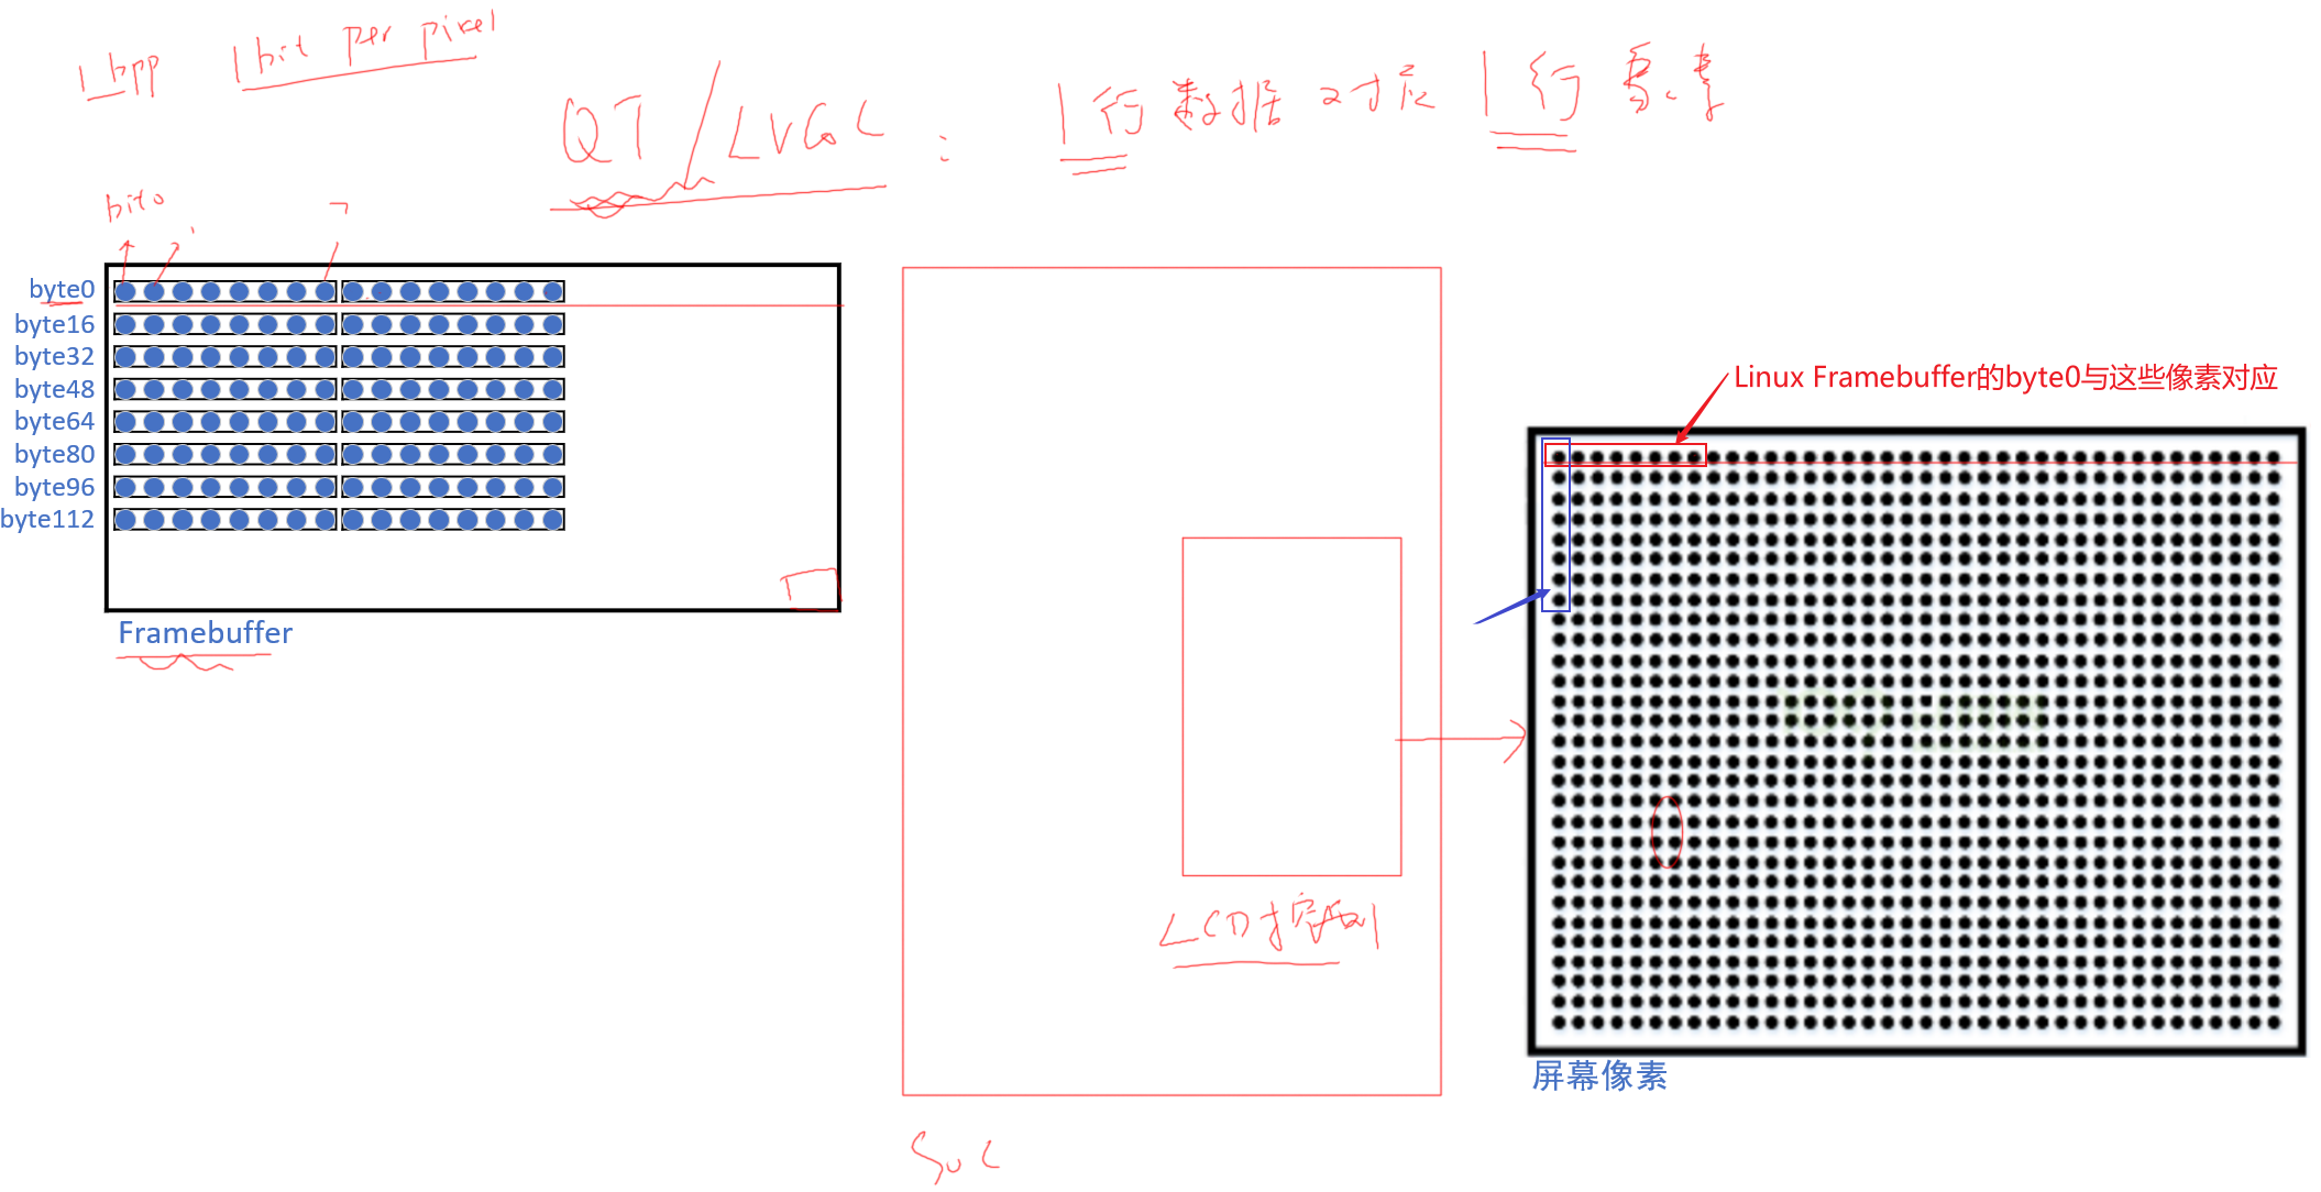 1bpp 1bit per pixel
QT/LVGL: 1行数据对应1行象素
bit0 1 7
byte0
byte16
byte32
byte48
byte64
byte80
byte96
byte112
Framebuffer
Linux Framebuffer的byte0与这些像素对应
LCD控制
屏幕像素
SoC